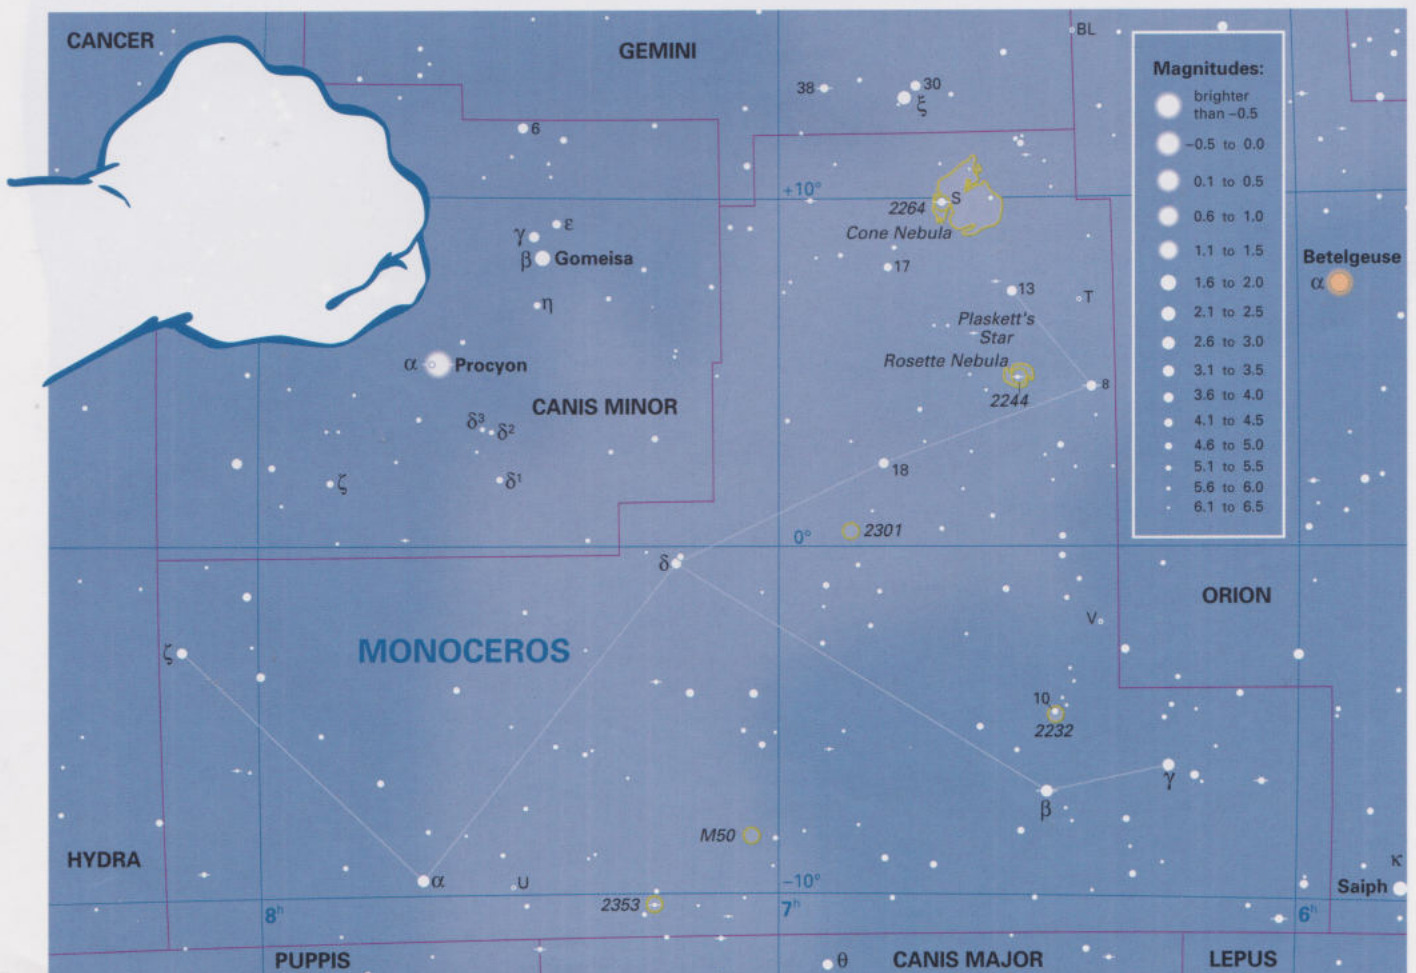 CANCER
GEMINI
BL
Magnitudes:
brighter
than −0.5
−0.5 to 0.0
0.1 to 0.5
0.6 to 1.0
1.1 to 1.5
1.6 to 2.0
2.1 to 2.5
2.6 to 3.0
3.1 to 3.5
3.6 to 4.0
4.1 to 4.5
4.6 to 5.0
5.1 to 5.5
5.6 to 6.0
6.1 to 6.5
38
30
ξ
6
+10°
2264
S
Cone Nebula
ε
γ
β Gomeisa
17
Betelgeuse
α
η
13
T
Plaskett's
Star
Rosette Nebula
α Procyon
8
2244
CANIS MINOR
δ³
δ²
18
ζ
δ¹
2301
0°
δ
ORION
V
MONOCEROS
ζ
10
2232
γ
β
M50
HYDRA
κ
α
U
−10°
Saiph
2353
8h
7h
6h
PUPPIS
θ
CANIS MAJOR
LEPUS